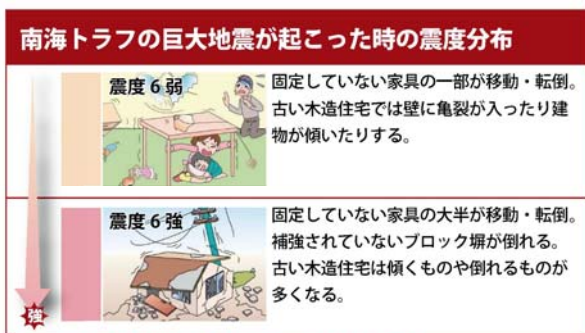 南海トラフの巨大地震が起こった時の震度分布
震度6弱
固定していない家具の一部が移動・転倒。
古い木造住宅では壁に亀裂が入ったり建
物が傾いたりする。
震度6強
固定していない家具の大半が移動・転倒。
補強されていないブロック塀が倒れる。
古い木造住宅は傾くものや倒れるものが
多くなる。
強